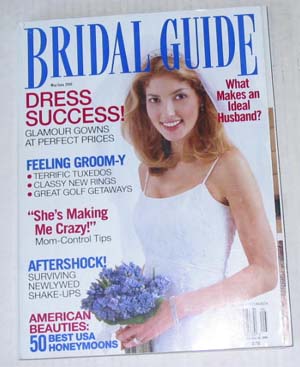 BRIDAL GUIDE
May/June 2000
DRESS
SUCCESS!
GLAMOUR GOWNS
AT PERFECT PRICES
What
Makes an
Ideal
Husband?
FEELING GROOM-Y
• TERRIFIC TUXEDOS
• CLASSY NEW RINGS
• GREAT GOLF GETAWAYS
"She's Making
Me Crazy!"
Mom-Control Tips
AFTERSHOCK!
SURVIVING
NEWLYWED
SHAKE-UPS
AMERICAN
BEAUTIES:
50 BEST USA
HONEYMOONS